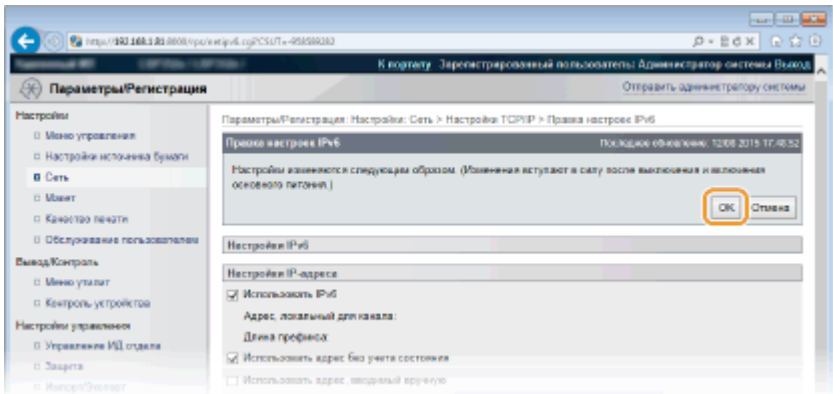 К порталу Зарегистрированный пользователь: Администратор системы Выход
Параметры/Регистрация
Отправить администратору системы
Настройки
Параметры/Регистрация: Настройки: Сеть > Настройки TCP/IP > Правка настроек IPv6
Меню управления
Правка настроек IPv6
Последнее обновление: 12/08 2015 17:48:52
Настройки источника бумаги
Настройки изменяются следующим образом. (Изменения вступают в силу после выключения и включения
основного питания.)
Сеть
Макет
OK
Отмена
Качество печати
Обслуживание пользователем
Настройки IPv6
Вывод/Контроль
Настройки IP-адреса
Меню утилит
Использовать IPv6
Контроль устройства
Адрес, локальный для канала:
Настройки управления
Длина префикса:
Управление ИД отдела
Использовать адрес без учета состояния
Защита
Использовать адрес, вводимый вручную
Импорт/Экспорт